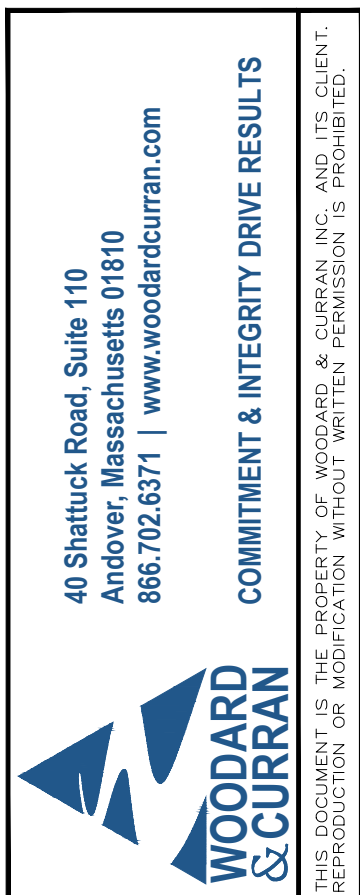 WOODARD
& CURRAN
40 Shattuck Road, Suite 110
Andover, Massachusetts 01810
866.702.6371 | www.woodardcurran.com
COMMITMENT & INTEGRITY DRIVE RESULTS
THIS DOCUMENT IS THE PROPERTY OF WOODARD & CURRAN INC. AND ITS CLIENT.
REPRODUCTION OR MODIFICATION WITHOUT WRITTEN PERMISSION IS PROHIBITED.